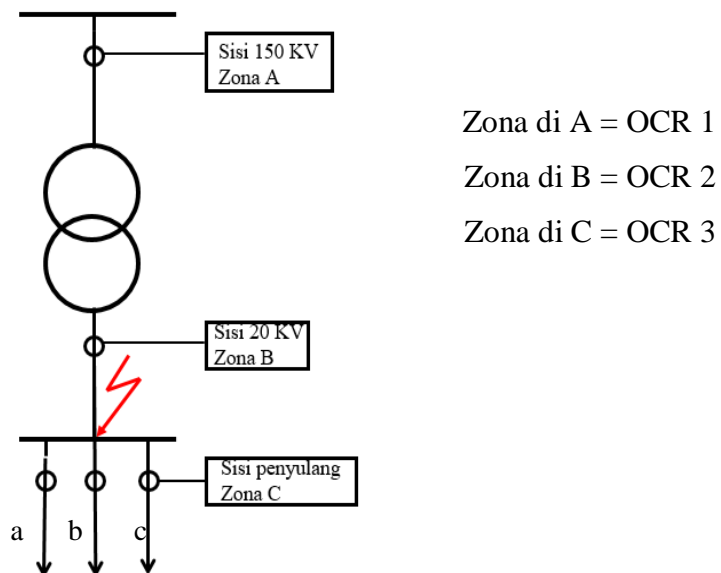 Sisi 150 KV
Zona A
Zona di A = OCR 1
Zona di B = OCR 2
Zona di C = OCR 3
Sisi 20 KV
Zona B
Sisi penyulang
Zona C
a b c